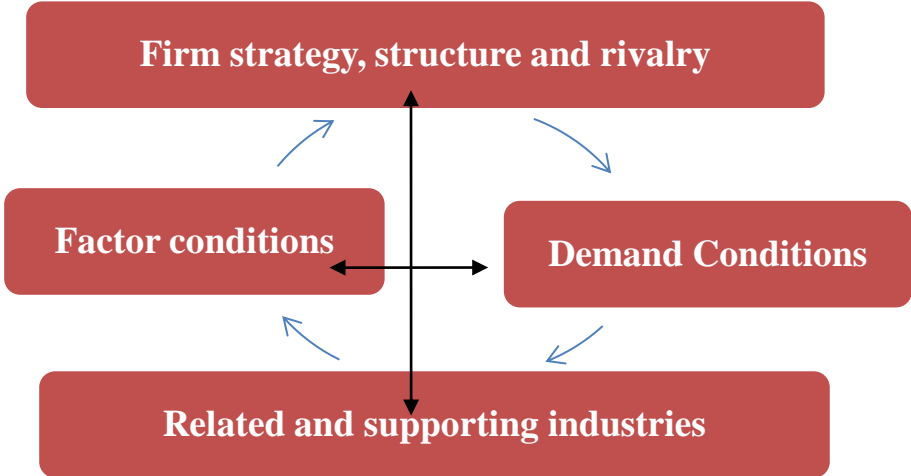 Firm strategy, structure and rivalry
Factor conditions
Demand Conditions
Related and supporting industries